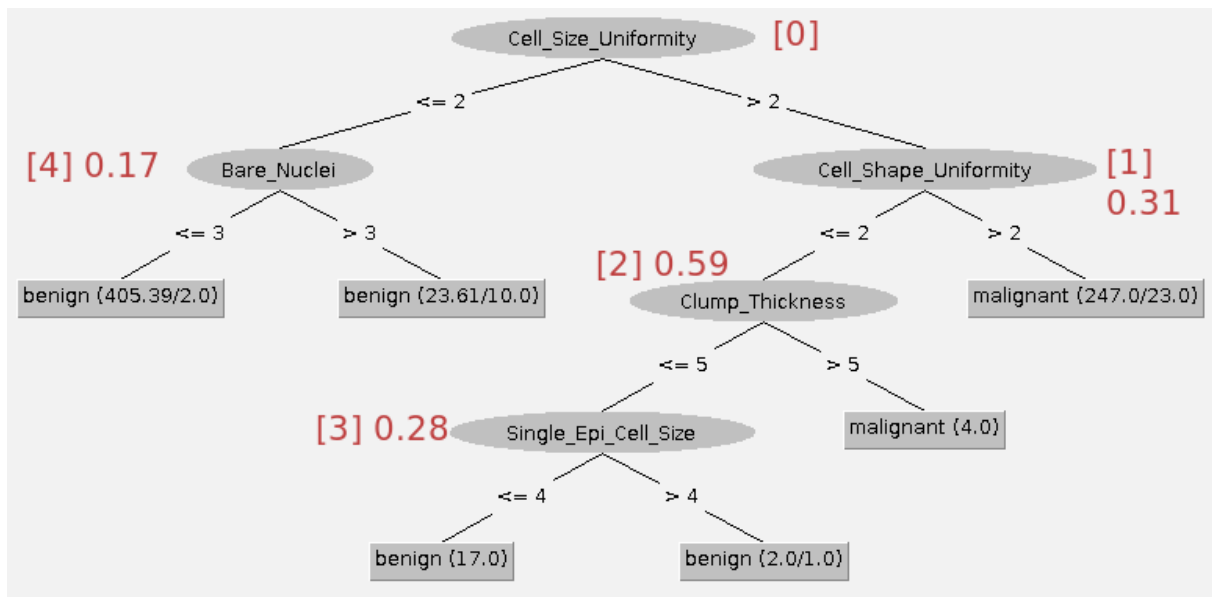 Cell_Size_Uniformity [0]
<= 2 > 2
[4] 0.17 Bare_Nuclei Cell_Shape_Uniformity [1]
0.31
<= 3 > 3 <= 2 > 2
[2] 0.59
benign (405.39/2.0) benign (23.61/10.0) Clump_Thickness malignant (247.0/23.0)
<= 5 > 5
[3] 0.28 Single_Epi_Cell_Size malignant (4.0)
<= 4 > 4
benign (17.0) benign (2.0/1.0)